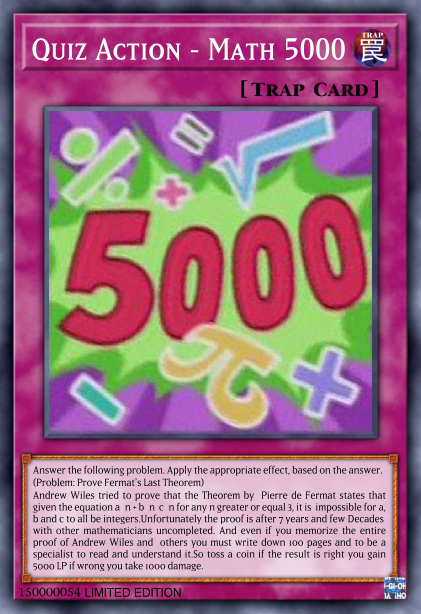 Quiz Action - Math 5000
TRAP
罠
[Trap Card]
5000
Answer the following problem. Apply the appropriate effect, based on the answer.
(Problem: Prove Fermat's Last Theorem)
Andrew Wiles tried to prove that the Theorem by Pierre de Fermat states that
given the equation a n + b n c n for any n greater or equal 3, it is impossible for a,
b and c to all be integers.Unfortunately the proof is after 7 years and few Decades
with other mathematicians uncompleted. And even if you memorize the entire
proof of Andrew Wiles and others you must write down 100 pages and to be a
specialist to read and understand it.So toss a coin if the result is right you gain
5000 LP if wrong you take 1000 damage.
150000054 LIMITED EDITION